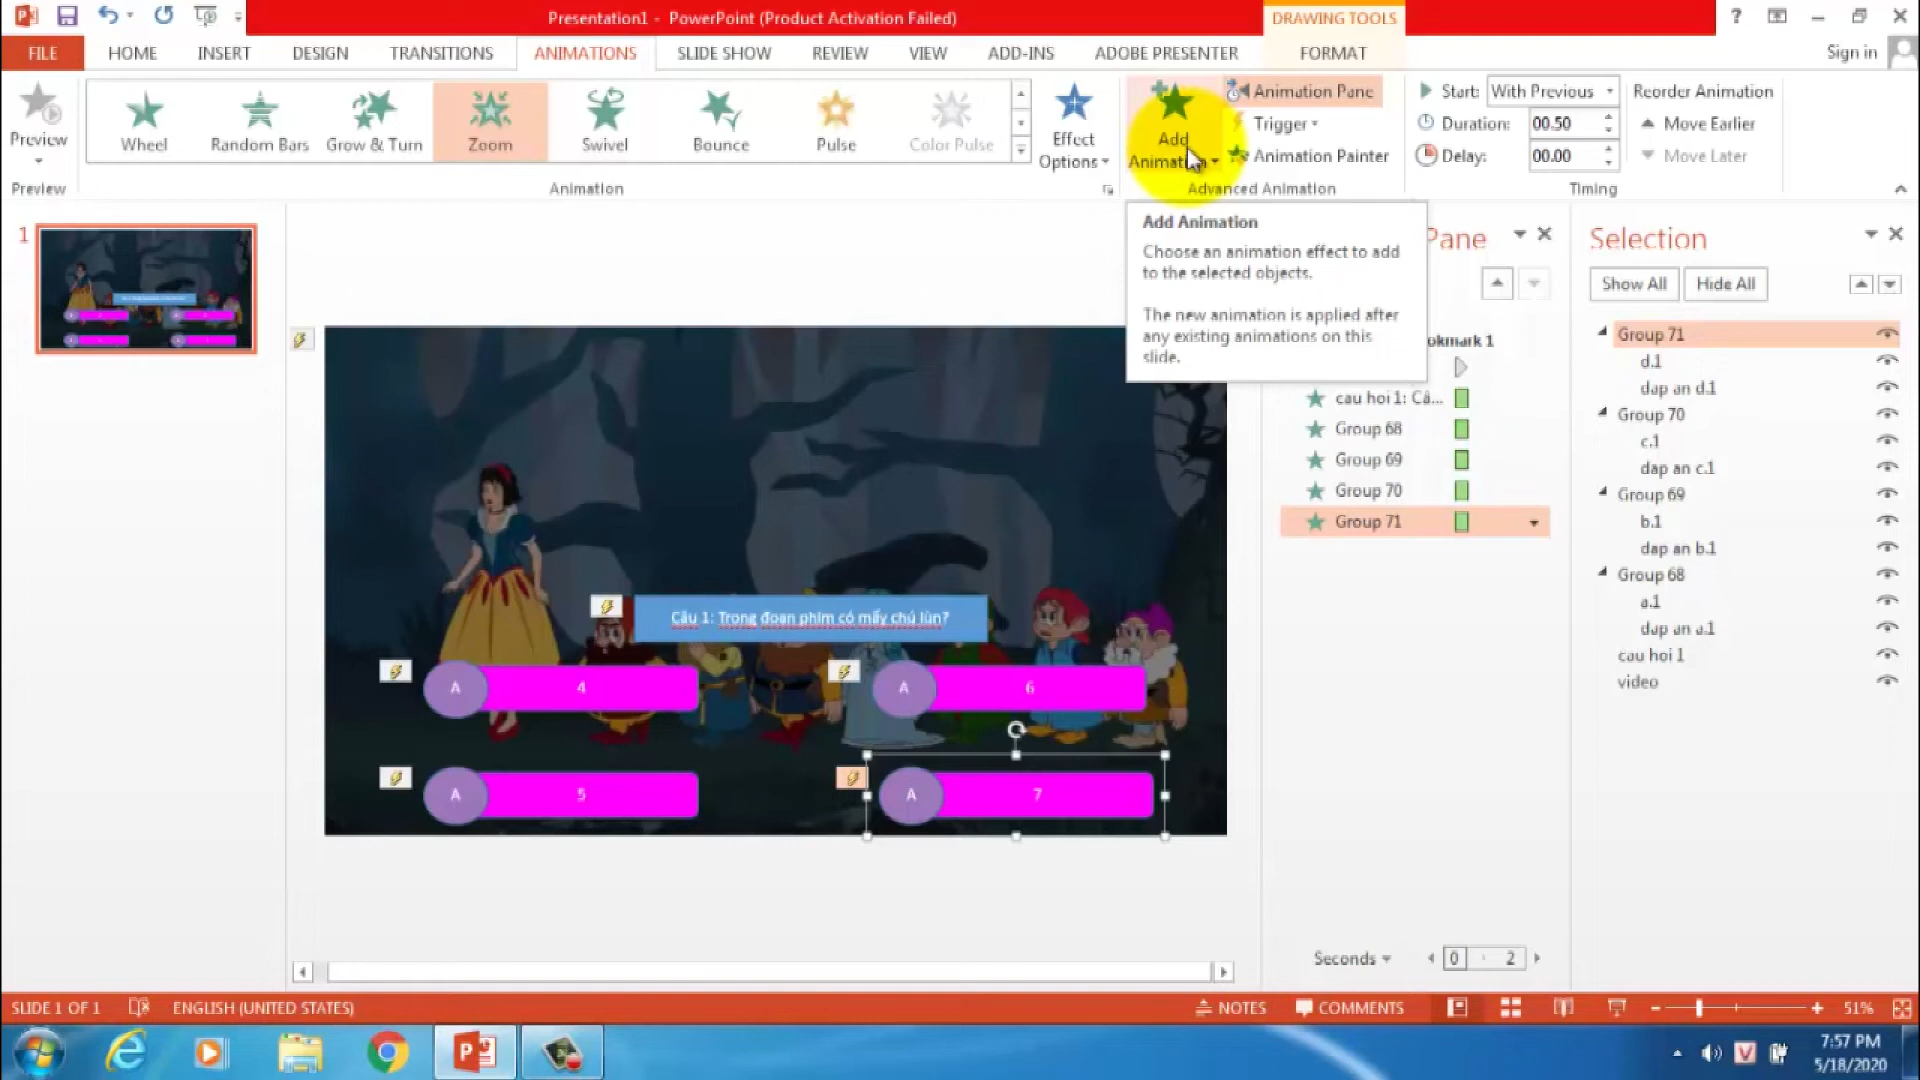 Presentation1 - PowerPoint (Product Activation Failed)
DRAWING TOOLS
FILE
HOME
INSERT
DESIGN
TRANSITIONS
ANIMATIONS
SLIDE SHOW
REVIEW
VIEW
ADD-INS
ADOBE PRESENTER
FORMAT
Sign in
Preview
Wheel
Random Bars
Grow & Turn
Zoom
Swivel
Bounce
Pulse
Color Pulse
Effect
Options
Add
Animation
Animation Pane
Trigger
Animation Painter
Start: With Previous
Duration: 00.50
Delay: 00.00
Reorder Animation
Move Earlier
Move Later
Preview
Animation
Advanced Animation
Timing
Add Animation
Choose an animation effect to add
to the selected objects.
The new animation is applied after
any existing animations on this
slide.
Pane
okmark 1
cau hoi 1: Câ...
Group 68
Group 69
Group 70
Group 71
Seconds
0
2
Selection
Show All
Hide All
Group 71
d.1
dap an d.1
Group 70
c.1
dap an c.1
Group 69
b.1
dap an b.1
Group 68
a.1
dap an a.1
cau hoi 1
video
1
Câu 1: Trong đoạn phim có mấy chú lùn?
A 4
A 6
A 5
A 7
SLIDE 1 OF 1
ENGLISH (UNITED STATES)
NOTES
COMMENTS
51%
7:57 PM
5/18/2020